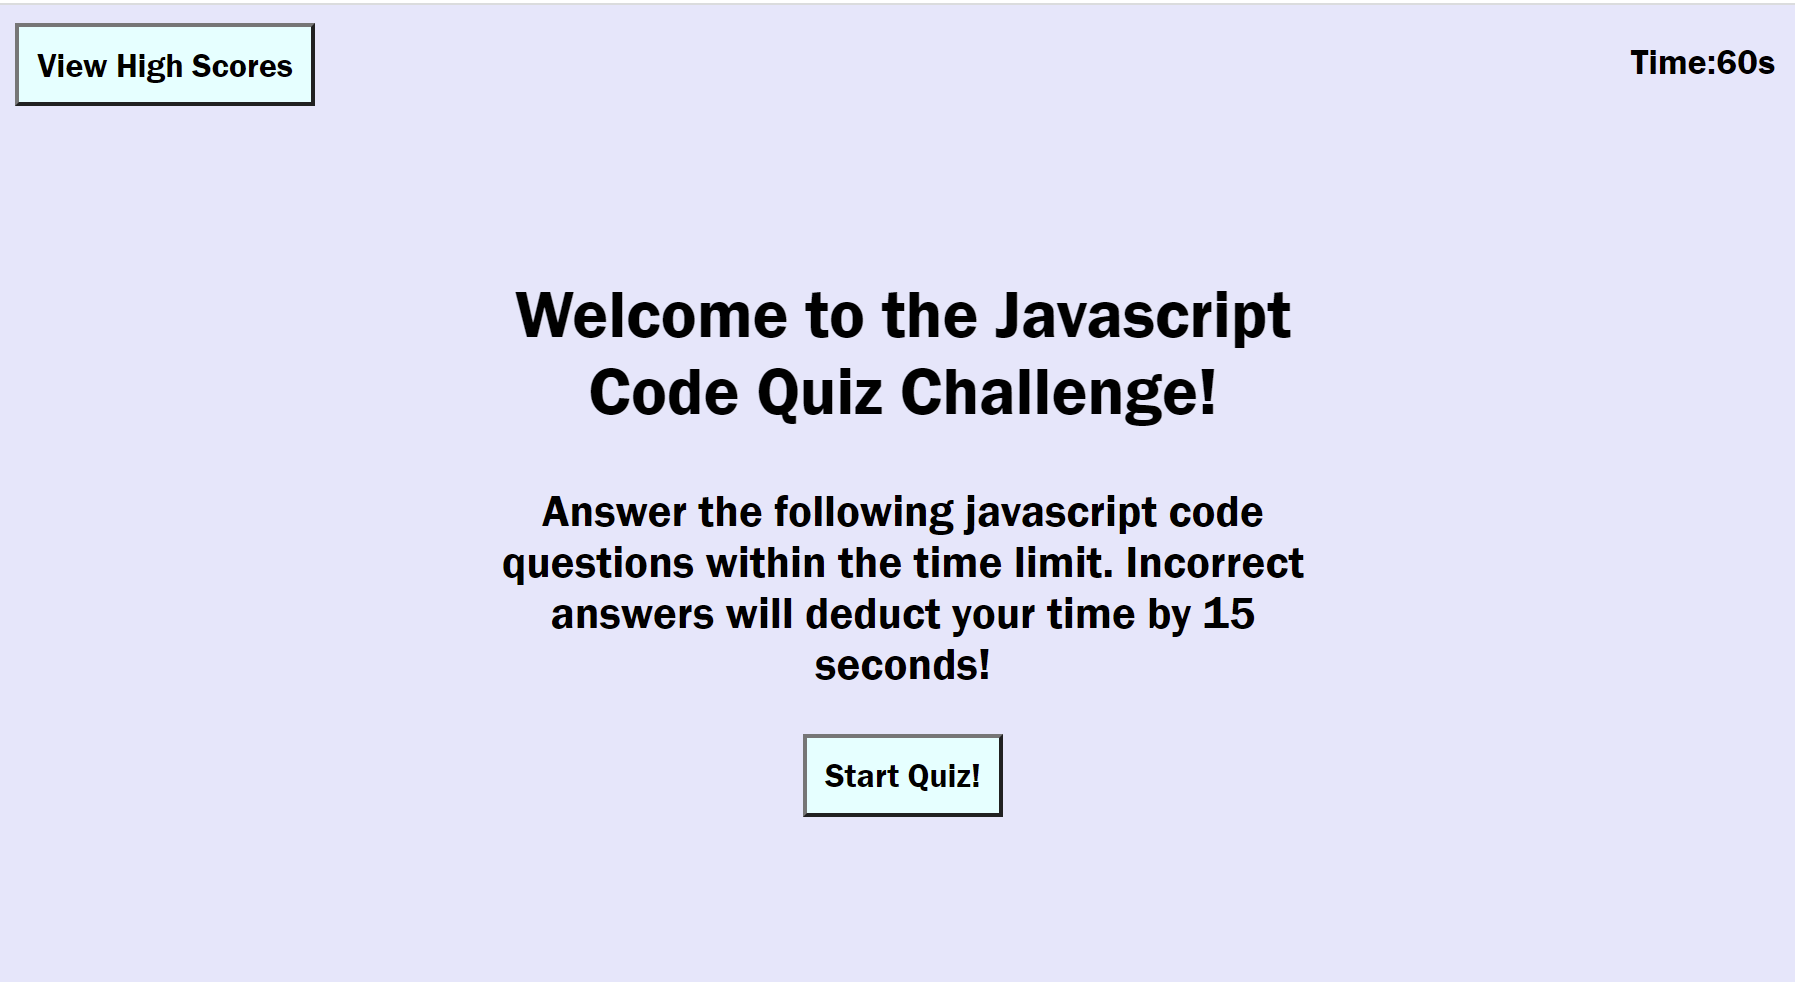 View High Scores
Time:60s
Welcome to the Javascript
Code Quiz Challenge!
Answer the following javascript code
questions within the time limit. Incorrect
answers will deduct your time by 15
seconds!
Start Quiz!